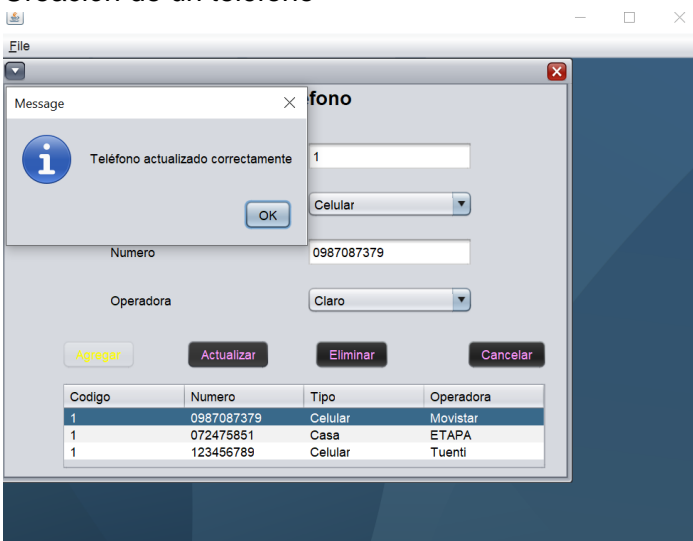 Creación de un teléfono
File
Message
fono
Teléfono actualizado correctamente
OK
1
Celular
Numero 0987087379
Operadora Claro
Agregar Actualizar Eliminar Cancelar
Codigo Numero Tipo Operadora
1 0987087379 Celular Movistar
1 072475851 Casa ETAPA
1 123456789 Celular Tuenti